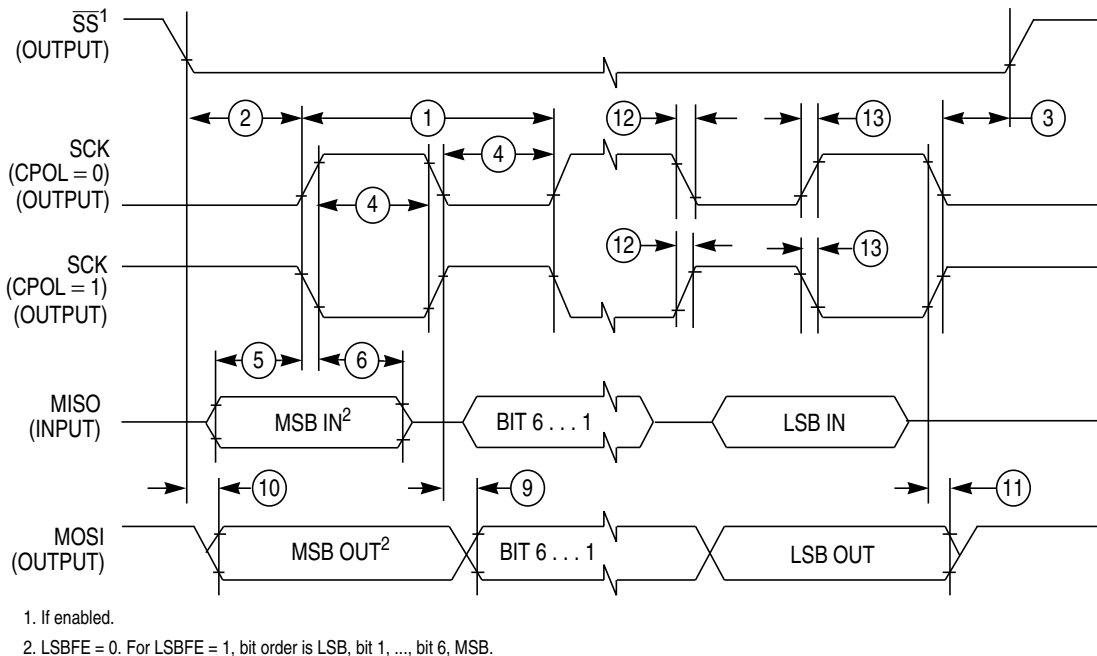 SS¹
(OUTPUT)
2
1
12
13
3
SCK
(CPOL = 0)
(OUTPUT)
4
4
SCK
(CPOL = 1)
(OUTPUT)
12
13
5
6
MISO
(INPUT)
MSB IN²
BIT 6 . . . 1
LSB IN
10
9
11
MOSI
(OUTPUT)
MSB OUT²
BIT 6 . . . 1
LSB OUT
1. If enabled.
2. LSBFE = 0. For LSBFE = 1, bit order is LSB, bit 1, ..., bit 6, MSB.